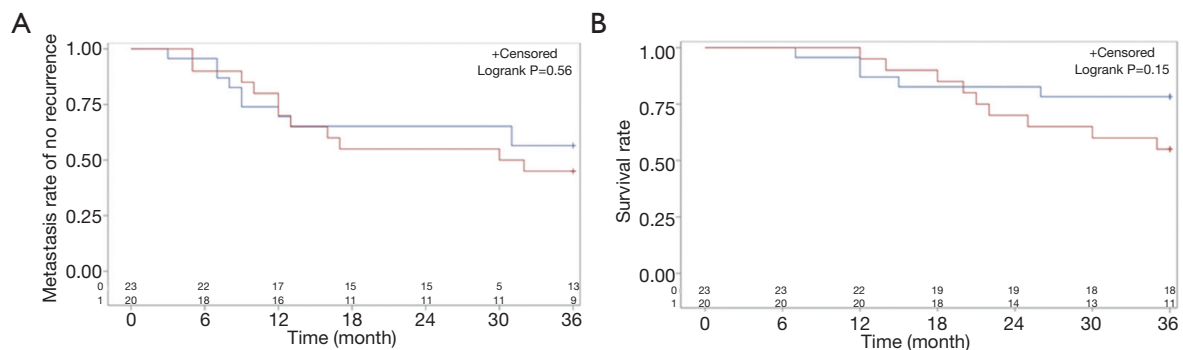 A
Metastasis rate of no recurrence
1.00
0.75
0.50
0.25
0.00
+Censored
Logrank P=0.56
0 23 22 17 15 15 5 13
1 20 18 16 11 11 11 9
0 6 12 18 24 30 36
Time (month)
B
Survival rate
1.00
0.75
0.50
0.25
0.00
+Censored
Logrank P=0.15
0 23 23 22 19 19 18 18
1 20 20 20 18 14 13 11
0 6 12 18 24 30 36
Time (month)